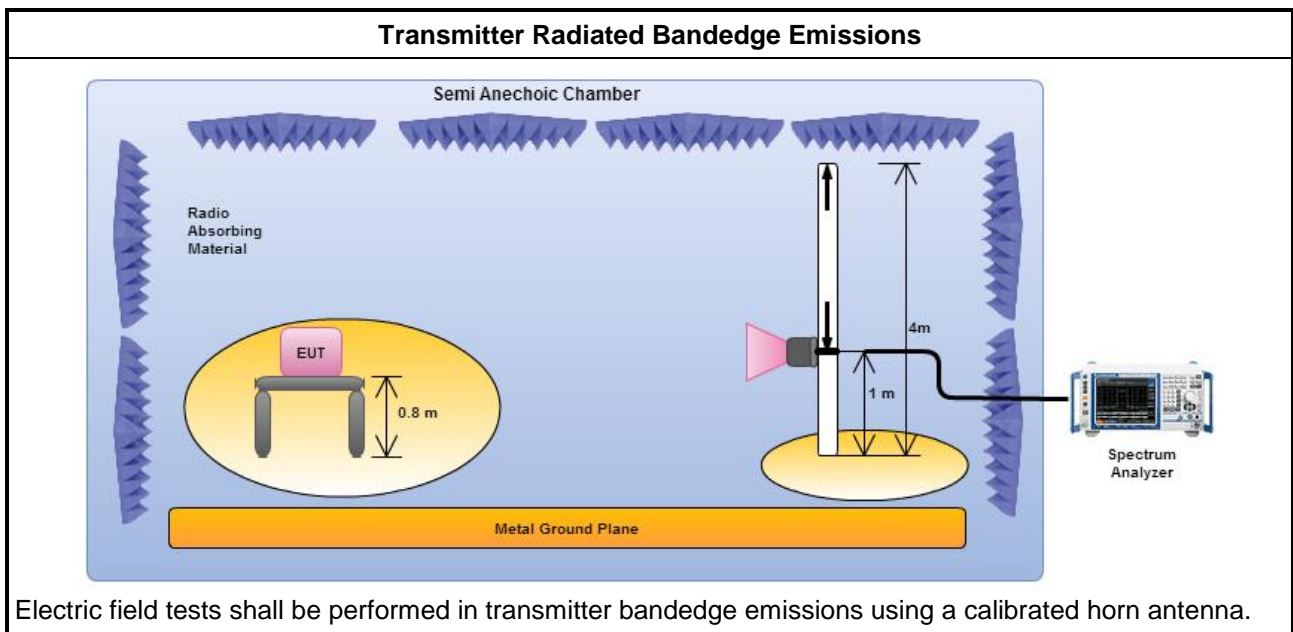 Transmitter Radiated Bandedge Emissions
Semi Anechoic Chamber
Radio
Absorbing
Material
EUT
0.8 m
4m
1 m
Spectrum
Analyzer
Metal Ground Plane
Electric field tests shall be performed in transmitter bandedge emissions using a calibrated horn antenna.